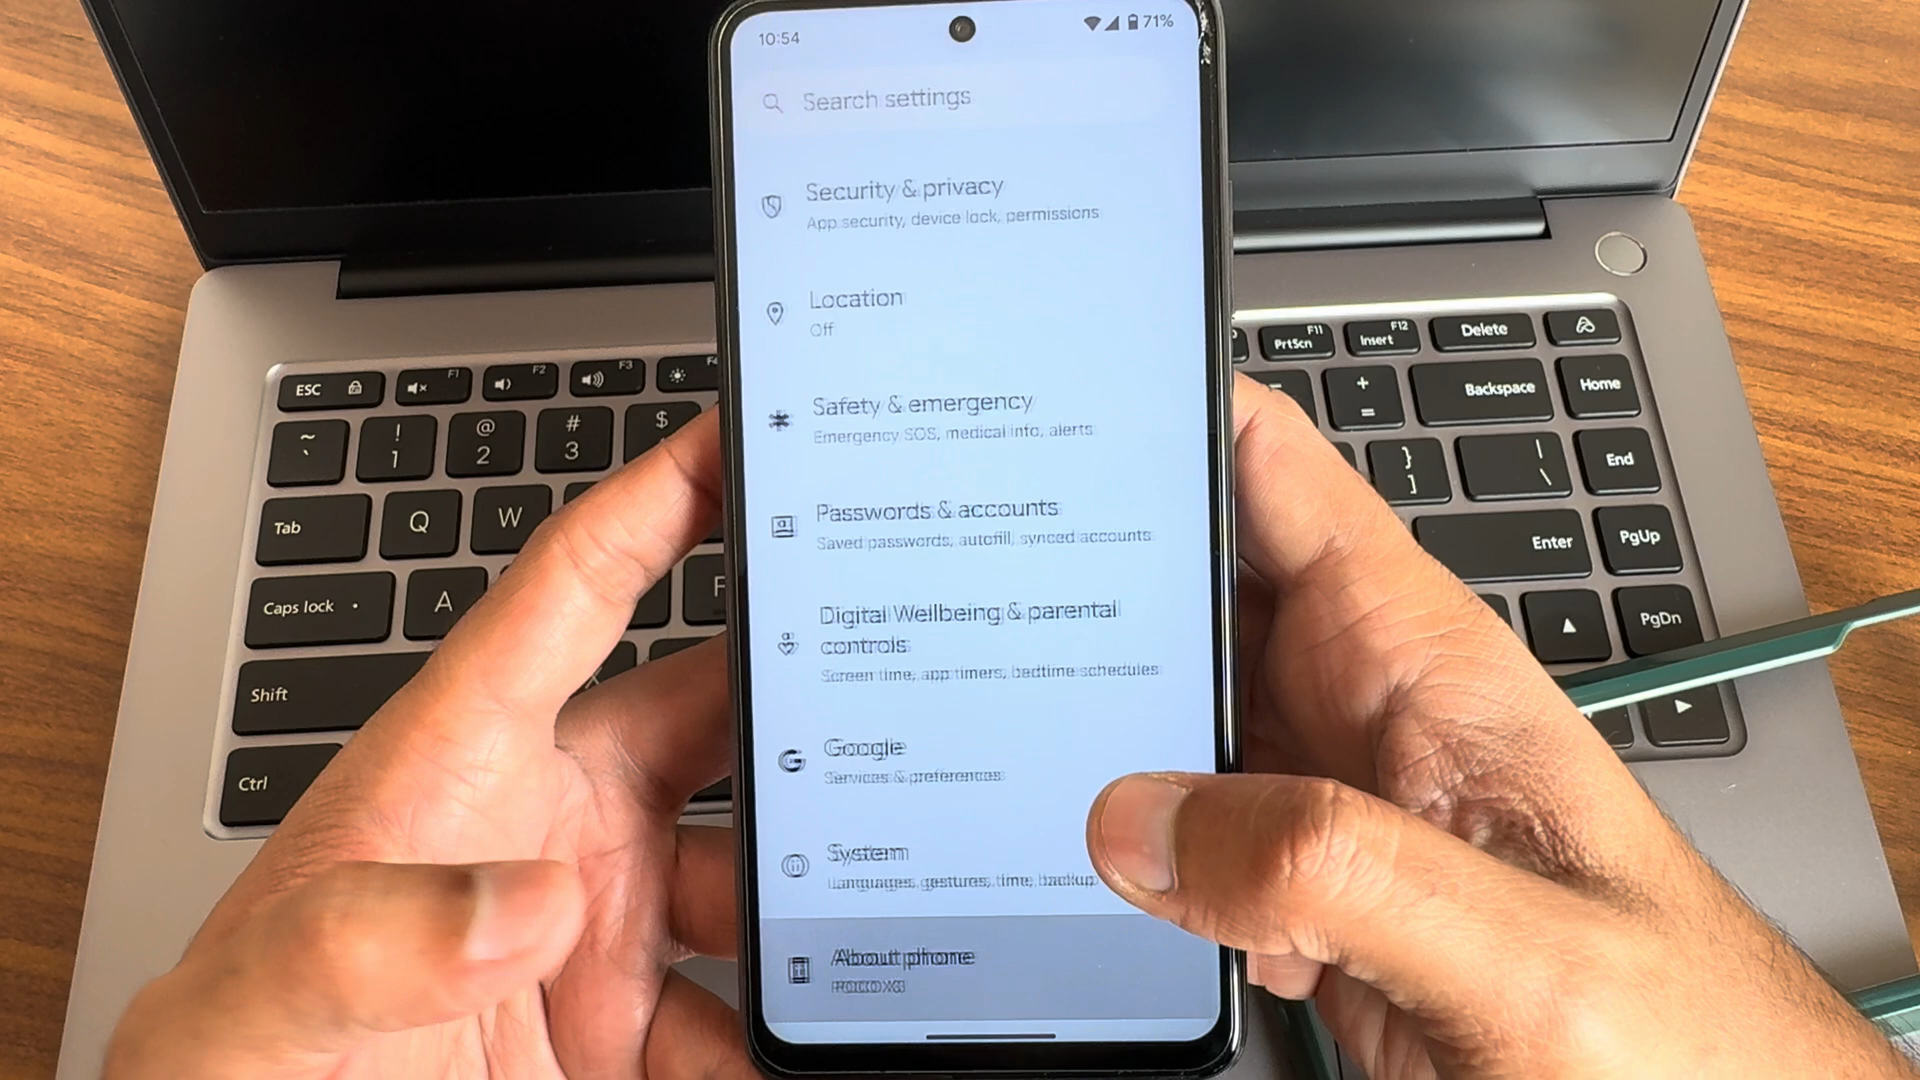 10:54 71%
Search settings
Security & privacy
App security, device lock, permissions
Location
Off
Safety & emergency
Emergency SOS, medical info, alerts
Passwords & accounts
Saved passwords, autofill, synced accounts
Digital Wellbeing & parental
controls
Screen time, app timers, bedtime schedules
Google
Services & preferences
System
Languages, gestures, time, backup
About phone
POCO X3
ESC F1 F2 F3
~ ! @ # $
` 1 2 3
Tab Q W
Caps lock A F
Shift X
Ctrl
F11 F12
PrtScn Insert Delete
+ = Backspace Home
} ] | \ End
Enter PgUp
PgDn